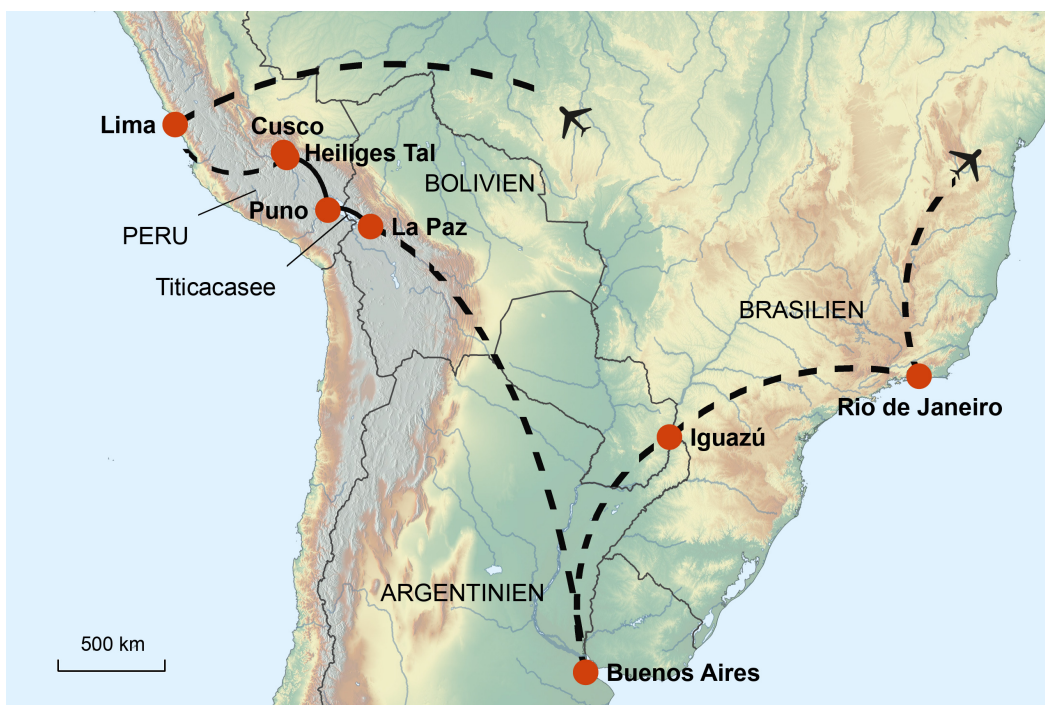 Lima
Cusco
Heiliges Tal
BOLIVIEN
Puno
La Paz
PERU
Titicacasee
BRASILIEN
Rio de Janeiro
Iguazú
ARGENTINIEN
500 km
Buenos Aires